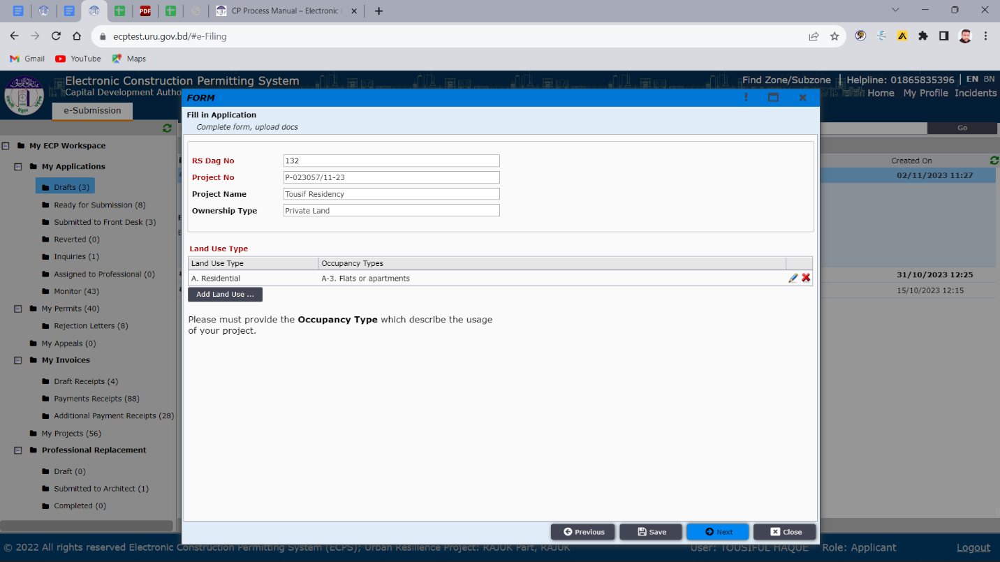 CP Process Manual – Electronic
ecptest.uru.gov.bd/#e-Filing
Gmail YouTube Maps
Electronic Construction Permitting System
Find Zone/Subzone | Helpline: 01865835396 | EN BN
Capital Development Autho
Home My Profile Incidents
e-Submission
FORM
Fill in Application
Complete form, upload docs
Go
My ECP Workspace
My Applications
Drafts (3)
Ready for Submission (8)
Submitted to Front Desk (3)
Reverted (0)
Inquiries (1)
Assigned to Professional (0)
Monitor (43)
My Permits (40)
Rejection Letters (8)
My Appeals (0)
My Invoices
Draft Receipts (4)
Payments Receipts (88)
Additional Payment Receipts (28)
My Projects (56)
Professional Replacement
Draft (0)
Submitted to Architect (1)
Completed (0)
RS Dag No 132
Project No P-023057/11-23
Project Name Tousif Residency
Ownership Type Private Land
Land Use Type
Land Use Type Occupancy Types
A. Residential A-3. Flats or apartments
Add Land Use ...
Please must provide the Occupancy Type which describe the usage
of your project.
Created On
02/11/2023 11:27
31/10/2023 12:25
15/10/2023 12:15
Previous Save Next Close
© 2022 All rights reserved Electronic Construction Permitting System (ECPS); Urban Resilience Project: RAJUK Part, RAJUK
User: TOUSIFUL HAQUE Role: Applicant Logout